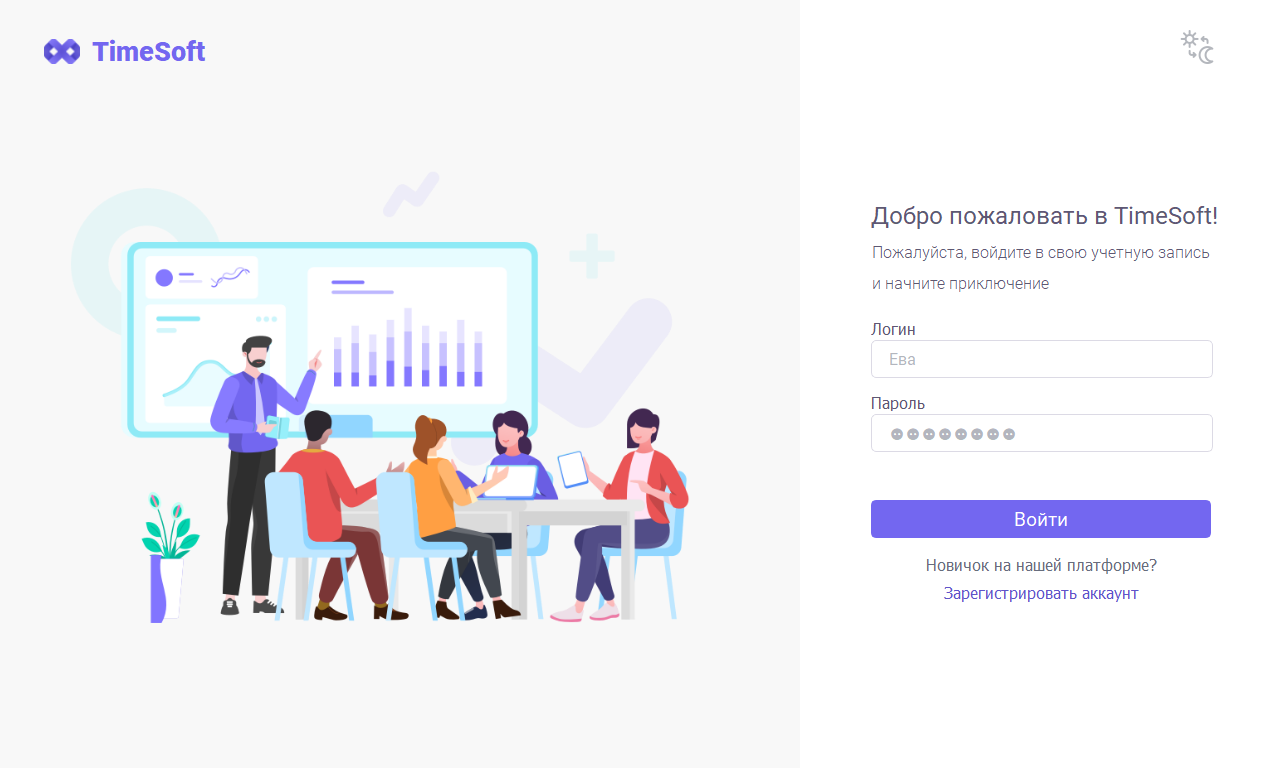 TimeSoft
Добро пожаловать в TimeSoft!
Пожалуйста, войдите в свою учетную запись
и начните приключение
Логин
Ева
Пароль
Войти
Новичок на нашей платформе?
Зарегистрировать аккаунт